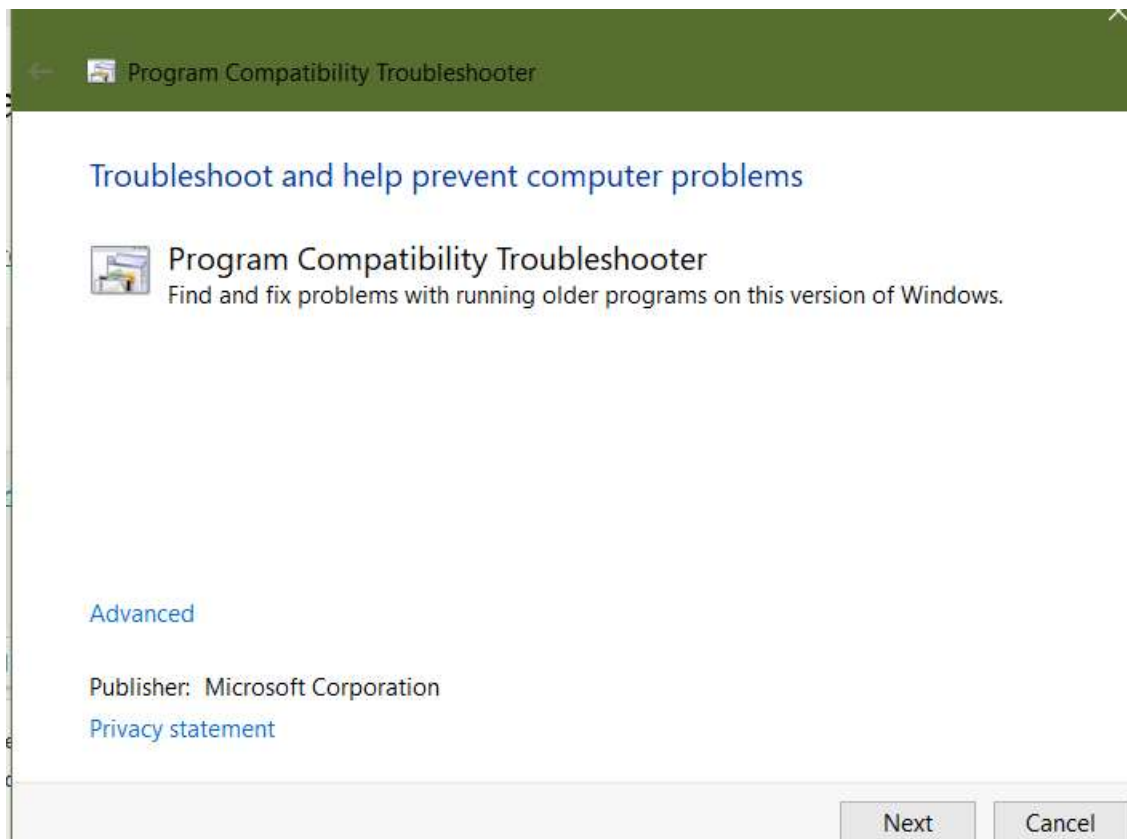 Program Compatibility Troubleshooter
Troubleshoot and help prevent computer problems
Program Compatibility Troubleshooter
Find and fix problems with running older programs on this version of Windows.
Advanced
Publisher: Microsoft Corporation
Privacy statement
Next Cancel